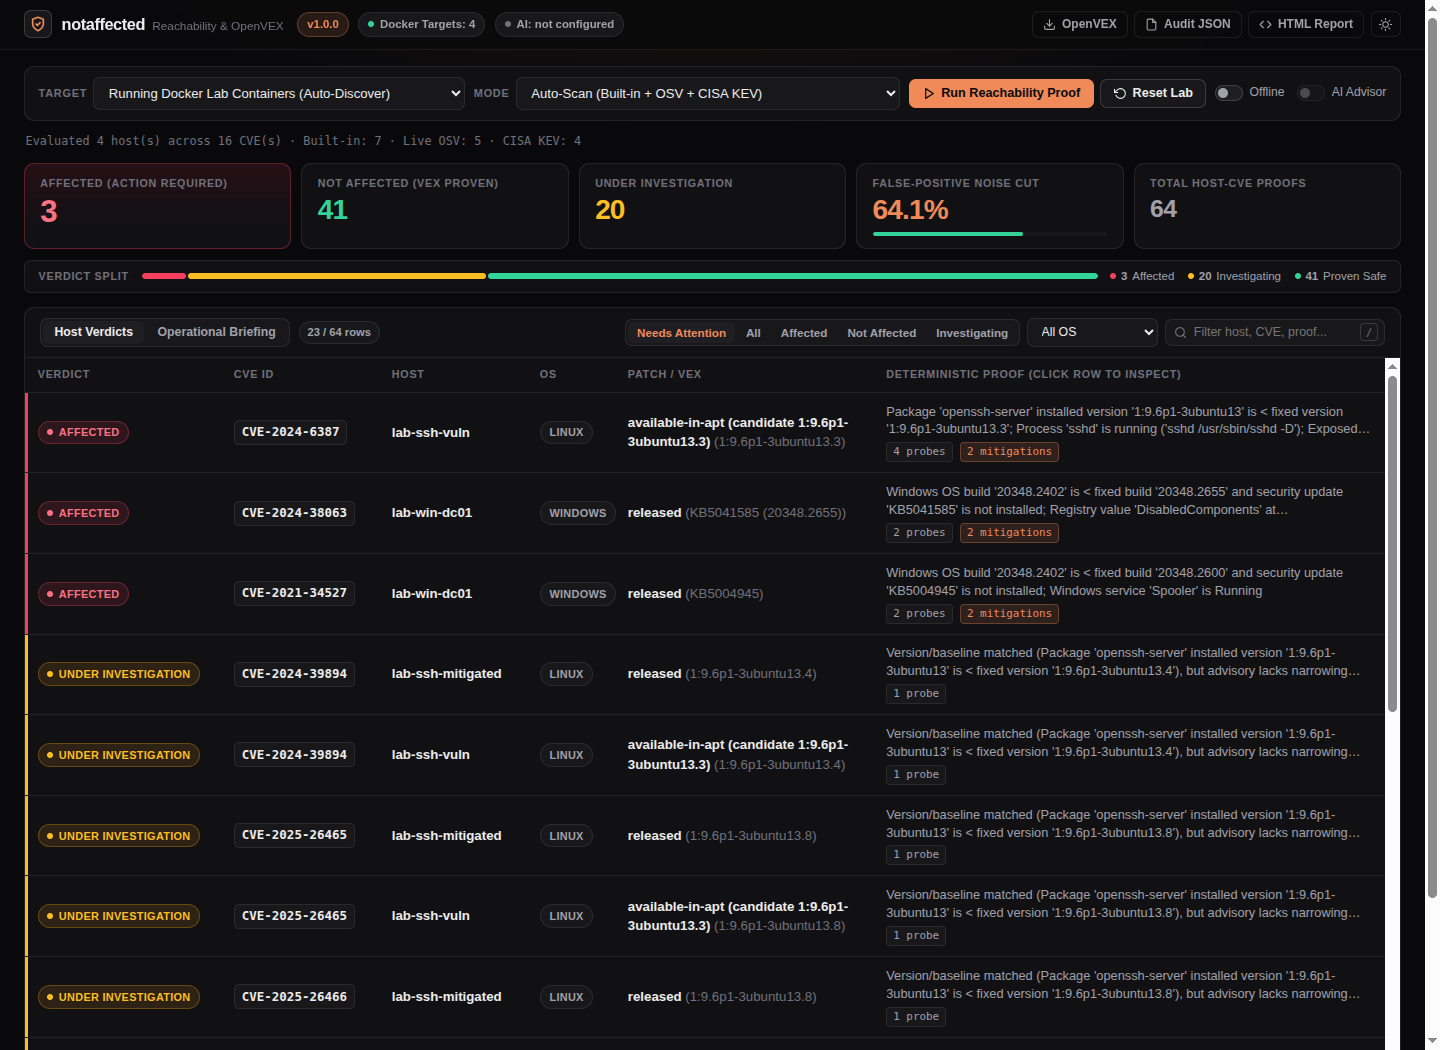 notaffected Reachability & OpenVEX v1.0.0 Docker Targets: 4 AI: not configured OpenVEX Audit JSON HTML Report
TARGET Running Docker Lab Containers (Auto-Discover) MODE Auto-Scan (Built-in + OSV + CISA KEV) Run Reachability Proof Reset Lab Offline AI Advisor
Evaluated 4 host(s) across 16 CVE(s) · Built-in: 7 · Live OSV: 5 · CISA KEV: 4
AFFECTED (ACTION REQUIRED) NOT AFFECTED (VEX PROVEN) UNDER INVESTIGATION FALSE-POSITIVE NOISE CUT TOTAL HOST-CVE PROOFS
3 41 20 64.1% 64
VERDICT SPLIT 3 Affected 20 Investigating 41 Proven Safe
Host Verdicts Operational Briefing 23 / 64 rows Needs Attention All Affected Not Affected Investigating All OS Filter host, CVE, proof... /
VERDICT CVE ID HOST OS PATCH / VEX DETERMINISTIC PROOF (CLICK ROW TO INSPECT)
AFFECTED CVE-2024-6387 lab-ssh-vuln LINUX available-in-apt (candidate 1:9.6p1-
3ubuntu13.3) (1:9.6p1-3ubuntu13.3)
Package 'openssh-server' installed version '1:9.6p1-3ubuntu13' is < fixed version
'1:9.6p1-3ubuntu13.3'; Process 'sshd' is running ('sshd /usr/sbin/sshd -D'); Exposed…
4 probes 2 mitigations
AFFECTED CVE-2024-38063 lab-win-dc01 WINDOWS released (KB5041585 (20348.2655))
Windows OS build '20348.2402' is < fixed build '20348.2655' and security update
'KB5041585' is not installed; Registry value 'DisabledComponents' at…
2 probes 2 mitigations
AFFECTED CVE-2021-34527 lab-win-dc01 WINDOWS released (KB5004945)
Windows OS build '20348.2402' is < fixed build '20348.2600' and security update
'KB5004945' is not installed; Windows service 'Spooler' is Running
2 probes 2 mitigations
UNDER INVESTIGATION CVE-2024-39894 lab-ssh-mitigated LINUX released (1:9.6p1-3ubuntu13.4)
Version/baseline matched (Package 'openssh-server' installed version '1:9.6p1-
3ubuntu13' is < fixed version '1:9.6p1-3ubuntu13.4'), but advisory lacks narrowing…
1 probe
UNDER INVESTIGATION CVE-2024-39894 lab-ssh-vuln LINUX available-in-apt (candidate 1:9.6p1-
3ubuntu13.3) (1:9.6p1-3ubuntu13.4)
Version/baseline matched (Package 'openssh-server' installed version '1:9.6p1-
3ubuntu13' is < fixed version '1:9.6p1-3ubuntu13.4'), but advisory lacks narrowing…
1 probe
UNDER INVESTIGATION CVE-2025-26465 lab-ssh-mitigated LINUX released (1:9.6p1-3ubuntu13.8)
Version/baseline matched (Package 'openssh-server' installed version '1:9.6p1-
3ubuntu13' is < fixed version '1:9.6p1-3ubuntu13.8'), but advisory lacks narrowing…
1 probe
UNDER INVESTIGATION CVE-2025-26465 lab-ssh-vuln LINUX available-in-apt (candidate 1:9.6p1-
3ubuntu13.3) (1:9.6p1-3ubuntu13.8)
Version/baseline matched (Package 'openssh-server' installed version '1:9.6p1-
3ubuntu13' is < fixed version '1:9.6p1-3ubuntu13.8'), but advisory lacks narrowing…
1 probe
UNDER INVESTIGATION CVE-2025-26466 lab-ssh-mitigated LINUX released (1:9.6p1-3ubuntu13.8)
Version/baseline matched (Package 'openssh-server' installed version '1:9.6p1-
3ubuntu13' is < fixed version '1:9.6p1-3ubuntu13.8'), but advisory lacks narrowing…
1 probe